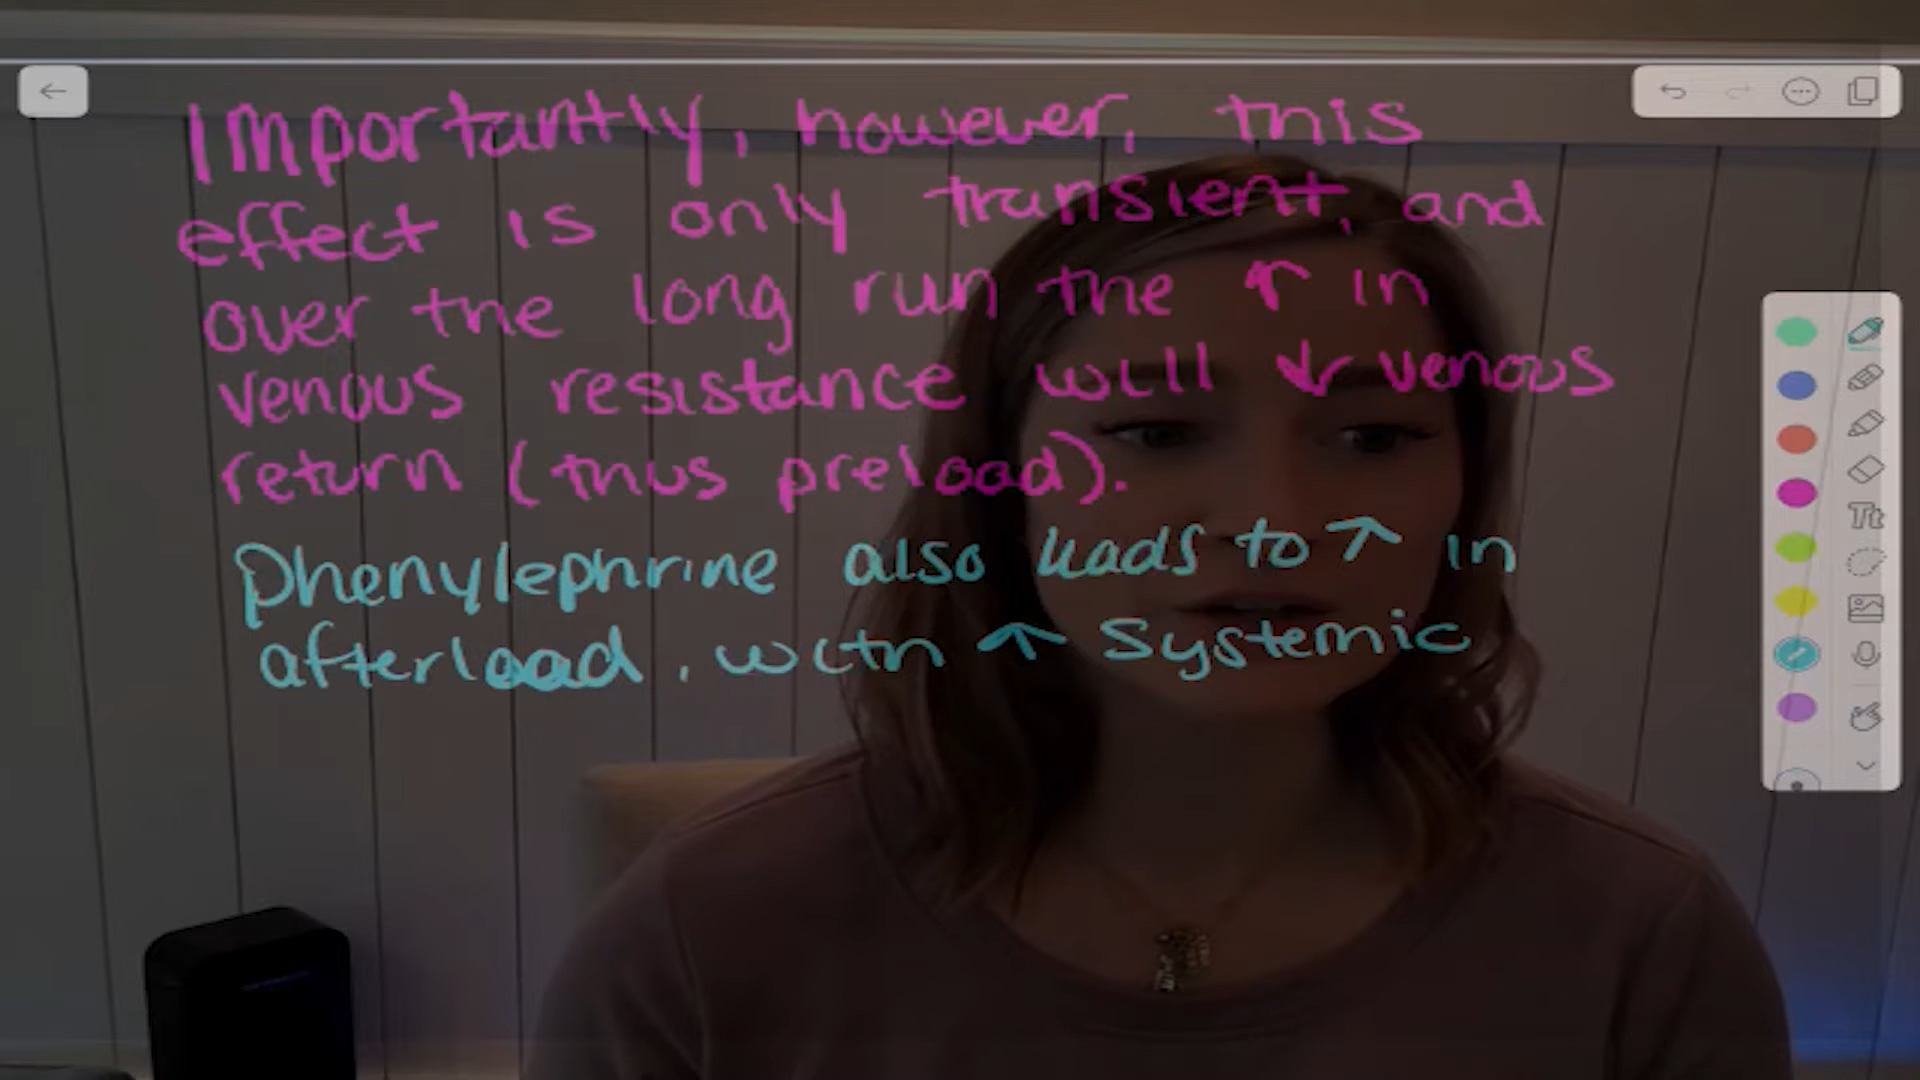 Importantly, however, this
effect is only transient, and
over the long run the ↑ in
venous resistance will ↓ venous
return (thus preload).
Phenylephrine also leads to ↑ in
afterload, with ↑ Systemic
Tt